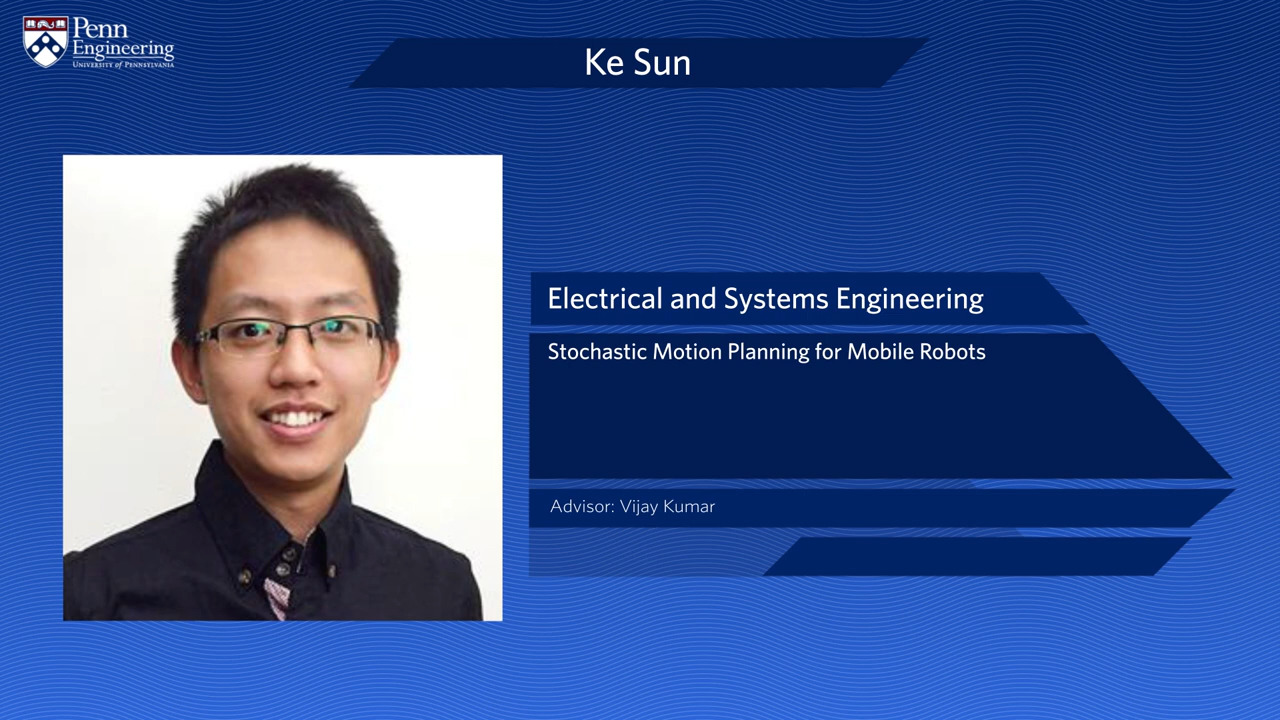 Penn
Engineering
UNIVERSITY of PENNSYLVANIA
Ke Sun
Electrical and Systems Engineering
Stochastic Motion Planning for Mobile Robots
Advisor: Vijay Kumar